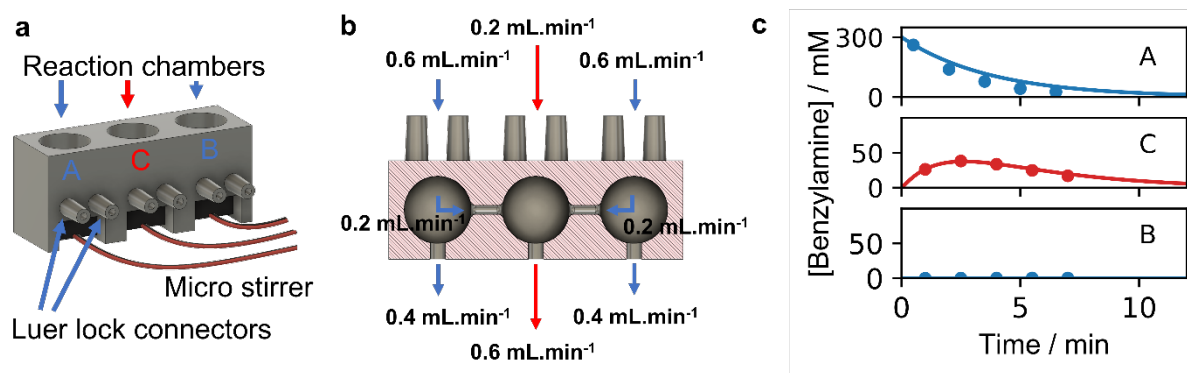 a
Reaction chambers
A
C
B
Micro stirrer
Luer lock connectors
b
0.2 mL.min⁻¹
0.6 mL.min⁻¹
0.6 mL.min⁻¹
0.2 mL.min⁻¹
0.2 mL.min⁻¹
0.4 mL.min⁻¹
0.4 mL.min⁻¹
0.6 mL.min⁻¹
c
[Benzylamine] / mM
300
0
A
50
0
C
50
0
B
0
5
10
Time / min